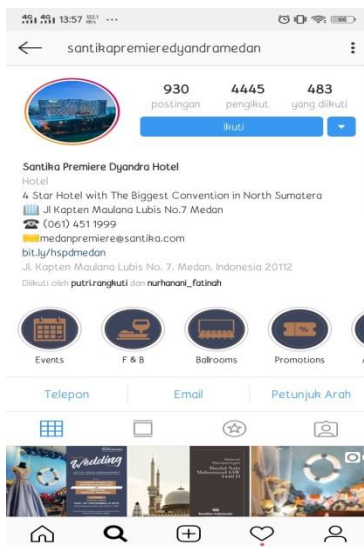 13:57
santikapremieredyandramedan
930 4445 483
postingan pengikut yang diikuti
Ikuti
Santika Premiere Dyandra Hotel
Hotel
4 Star Hotel with The Biggest Convention in North Sumatera
Jl Kapten Maulana Lubis No.7 Medan
(061) 451 1999
medanpremiere@santika.com
bit.ly/hspdmedan
Jl. Kapten Maulana Lubis No. 7, Medan, Indonesia 20112
Diikuti oleh putri.rangkuti dan nurhanani_fatinah
Events F & B Ballrooms Promotions
Telepon Email Petunjuk Arah
Wedding